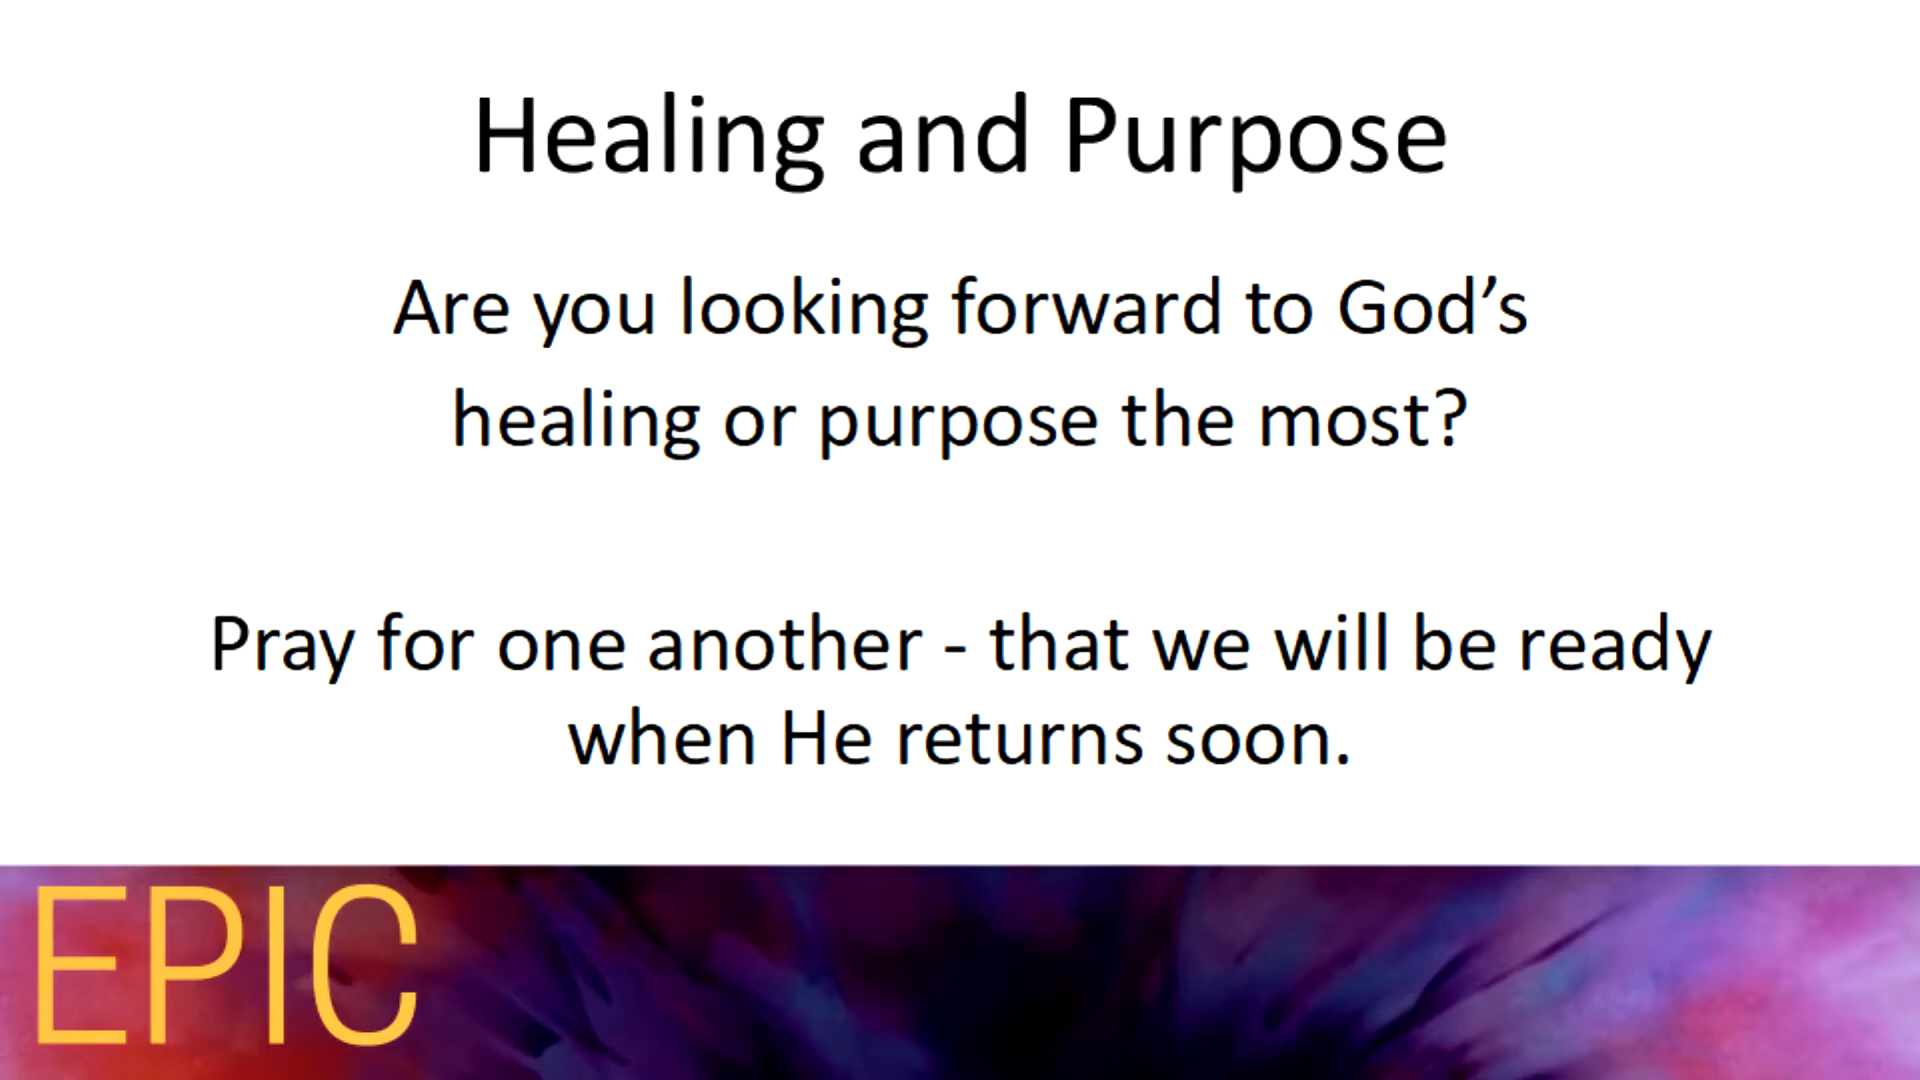 Healing and Purpose
Are you looking forward to God’s
healing or purpose the most?
Pray for one another - that we will be ready
when He returns soon.
EPIC